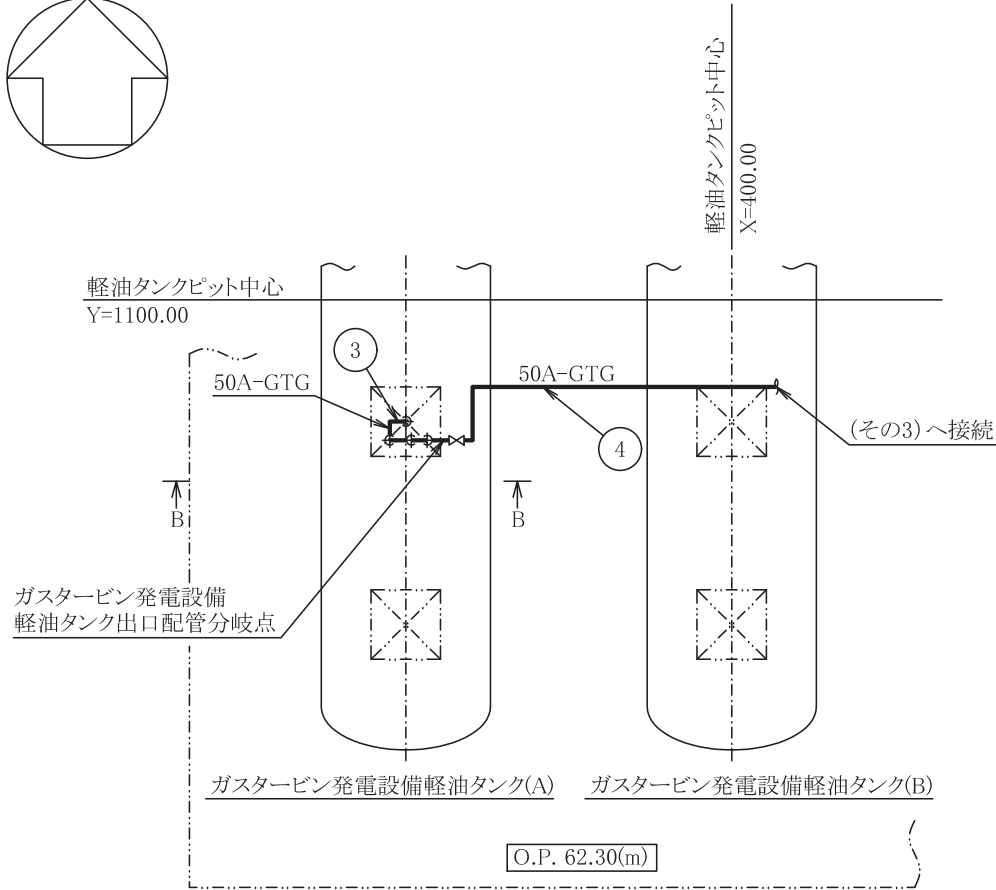 軽油タンクピット中心
X=400.00
軽油タンクピット中心
Y=1100.00
3
50A-GTG
50A-GTG
4
(その3)へ接続
B
B
ガスタービン発電設備
軽油タンク出口配管分岐点
ガスタービン発電設備軽油タンク(A)
ガスタービン発電設備軽油タンク(B)
O.P. 62.30(m)